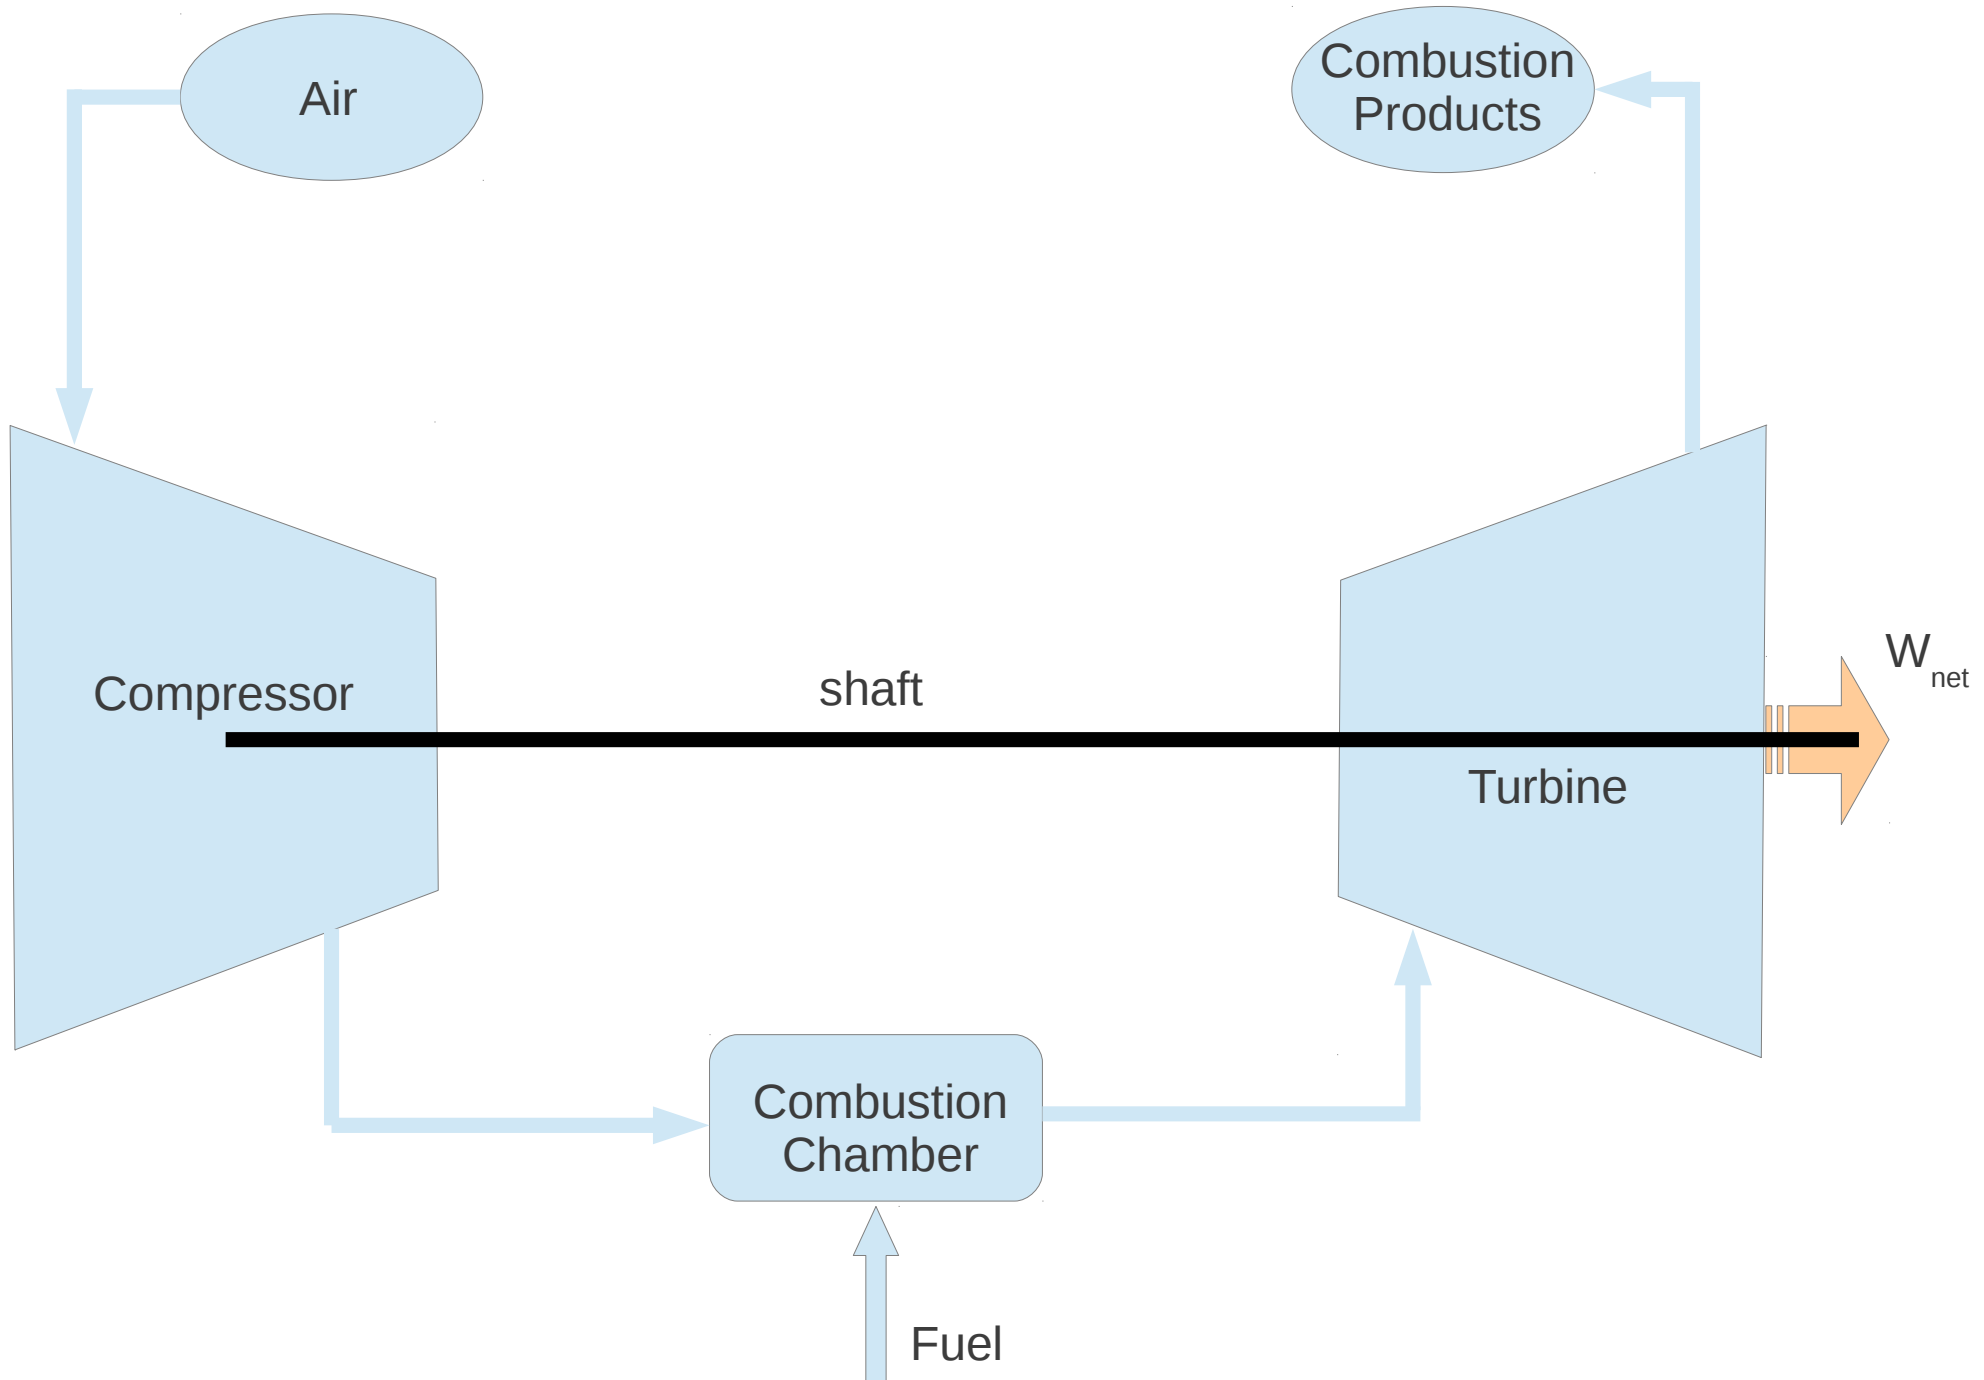 Air
Combustion
Products
Compressor
shaft
Turbine
W
net
Combustion
Chamber
Fuel